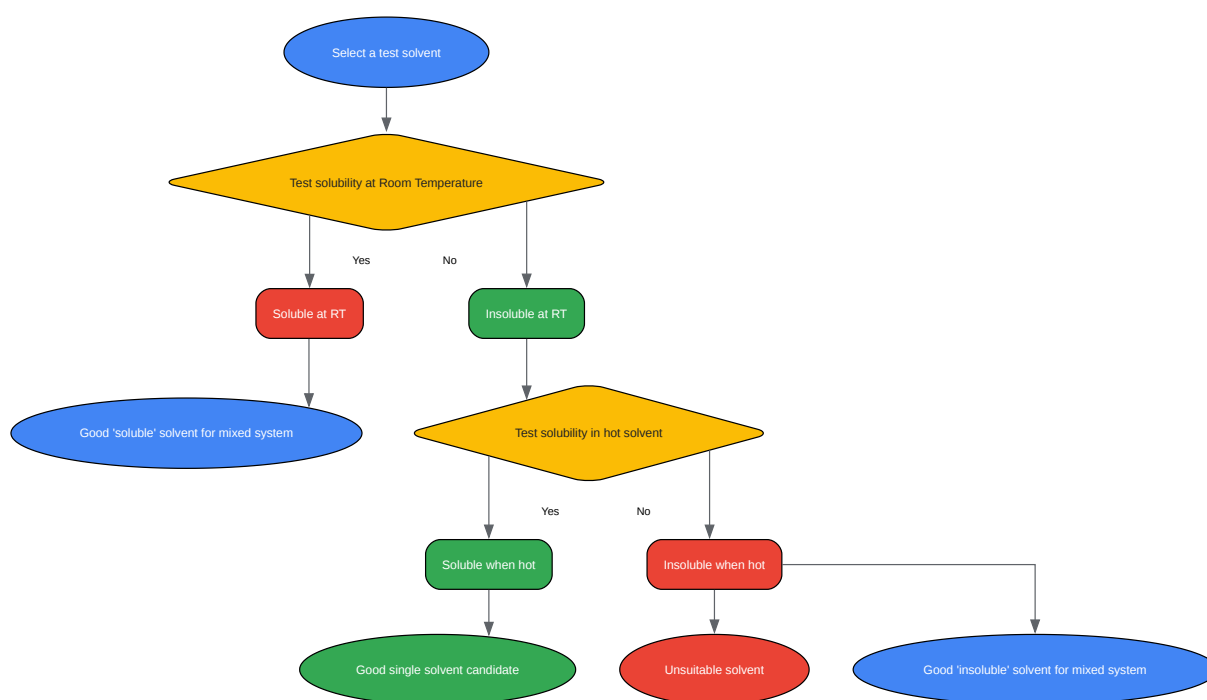 Select a test solvent
Test solubility at Room Temperature
Yes
No
Soluble at RT
Insoluble at RT
Good 'soluble' solvent for mixed system
Test solubility in hot solvent
Yes
No
Soluble when hot
Insoluble when hot
Good single solvent candidate
Unsuitable solvent
Good 'insoluble' solvent for mixed system